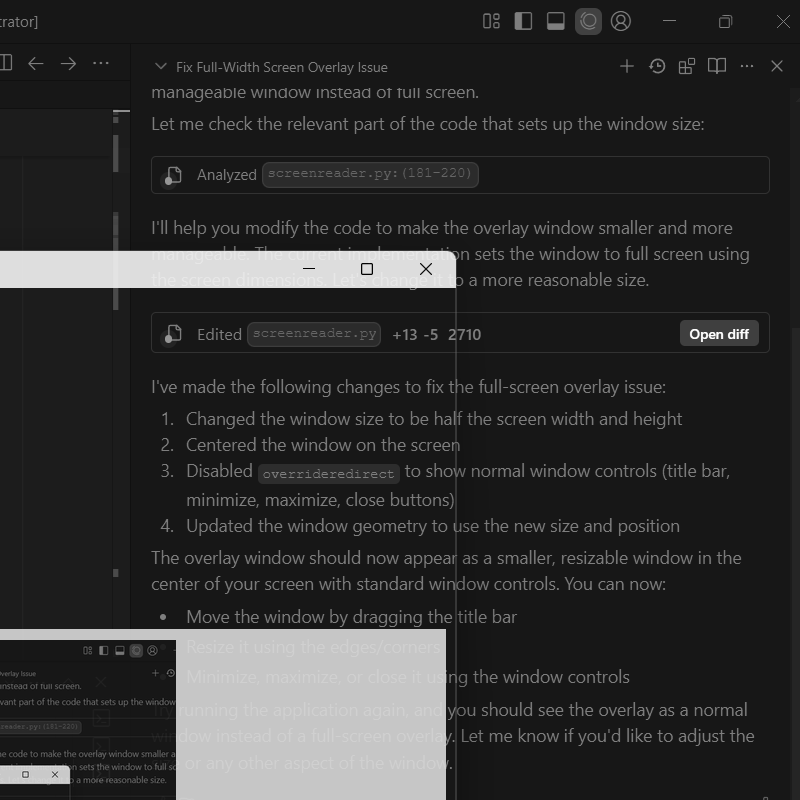 trator]
Fix Full-Width Screen Overlay Issue
manageable window instead of full screen.
Let me check the relevant part of the code that sets up the window size:
Analyzed screenreader.py:(181-220)
I'll help you modify the code to make the overlay window smaller and more
manageable. The current implementation sets the window to full screen using
the screen dimensions. Let's change it to a more reasonable size.
Edited screenreader.py +13 -5 2710 Open diff
I've made the following changes to fix the full-screen overlay issue:
1. Changed the window size to be half the screen width and height
2. Centered the window on the screen
3. Disabled overrideredirect to show normal window controls (title bar,
minimize, maximize, close buttons)
4. Updated the window geometry to use the new size and position
The overlay window should now appear as a smaller, resizable window in the
center of your screen with standard window controls. You can now:
• Move the window by dragging the title bar
Resize it using the edges/corners
Minimize, maximize, or close it using the window controls
running the application again, and you should see the overlay as a normal
window instead of a full-screen overlay. Let me know if you'd like to adjust the
or any other aspect of the window.
Overlay Issue
instead of full screen.
vant part of the code that sets up the window
reader.py:(181-220)
e code to make the overlay window smaller a
n implementation sets the window to full sc
to a more reasonable size.